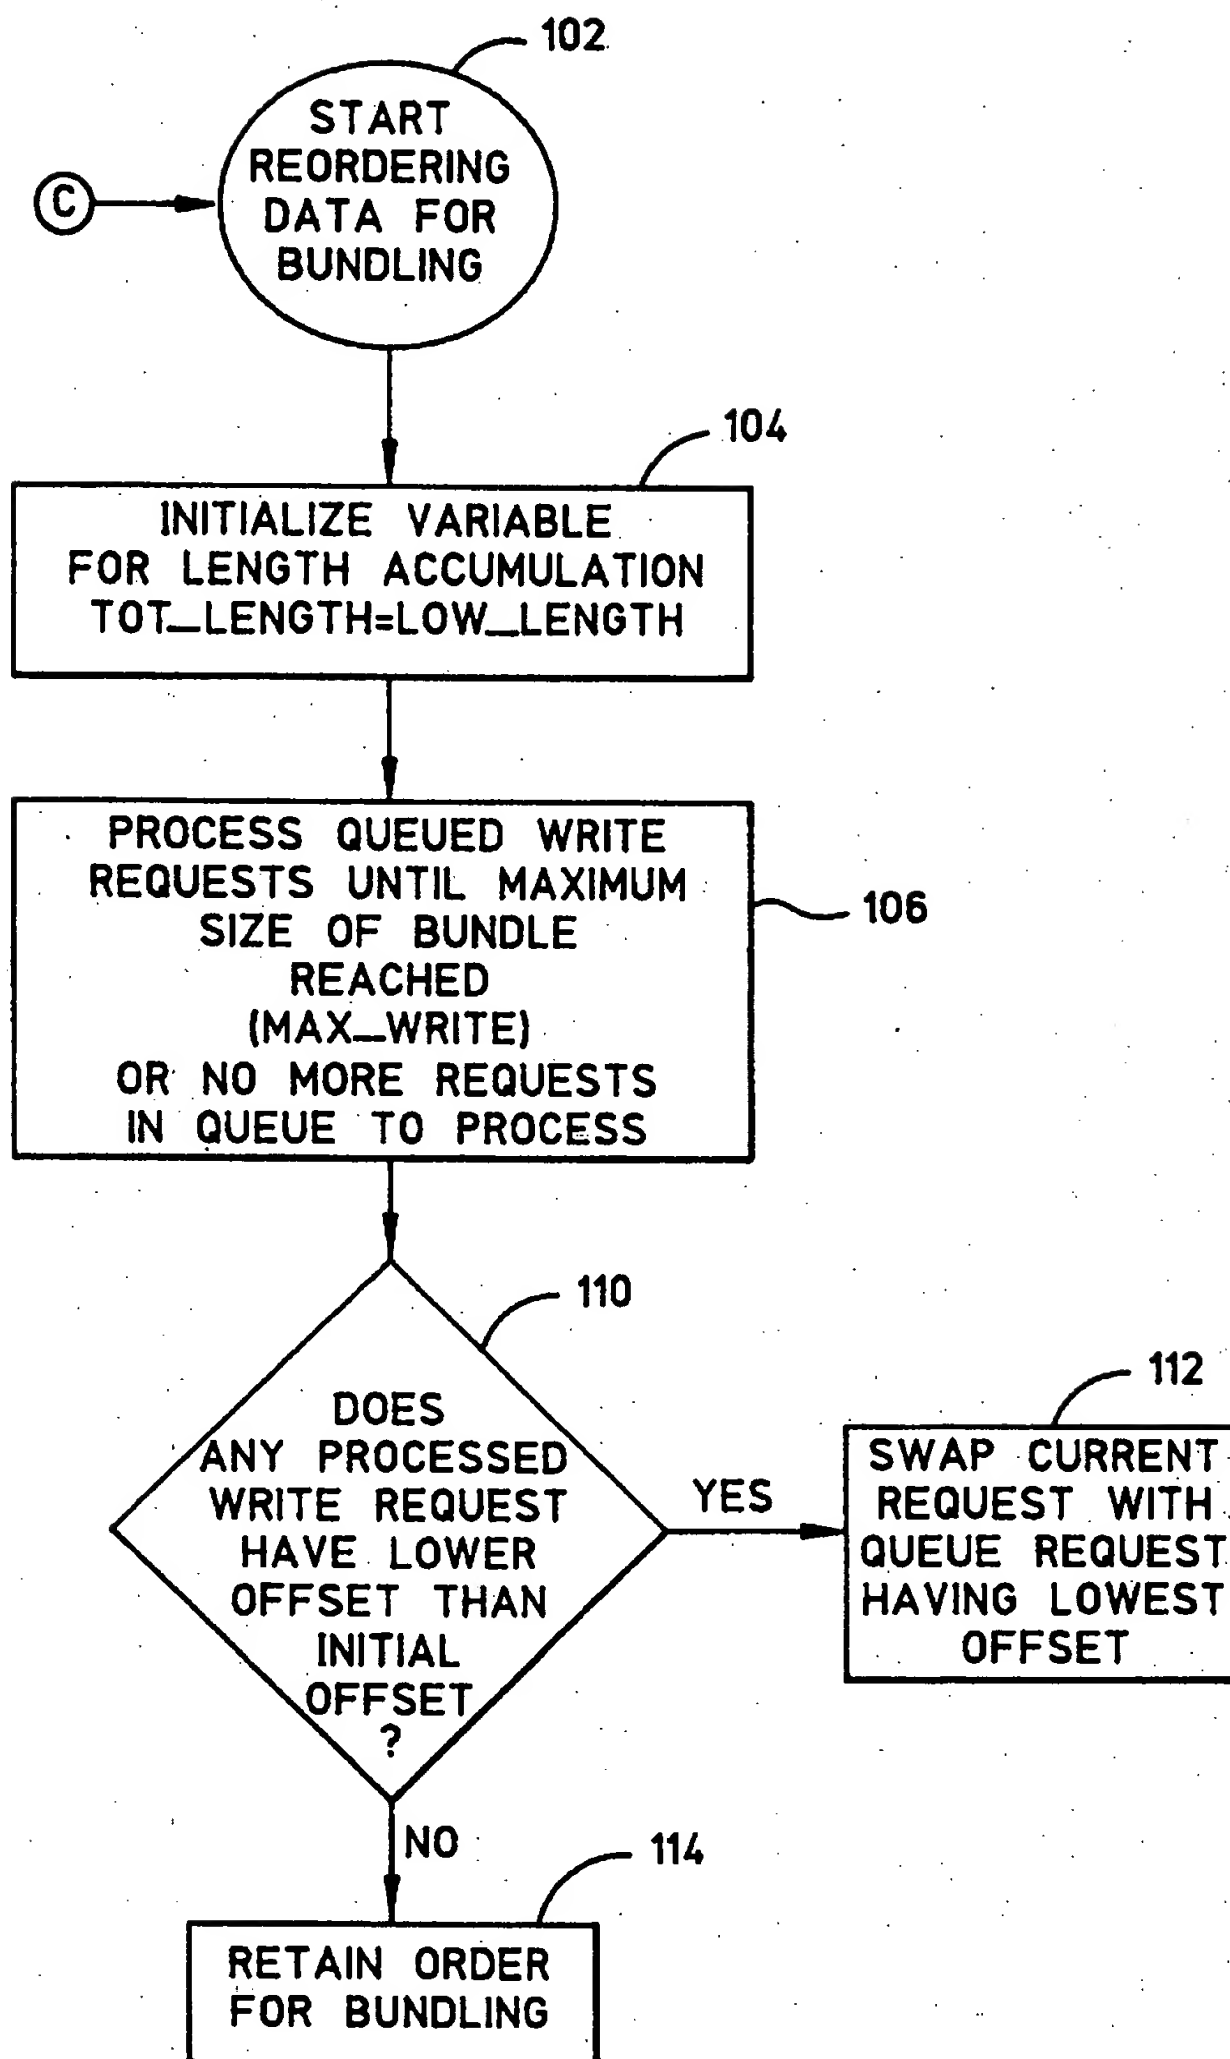 102
START
REORDERING
DATA FOR
BUNDLING
C
104
INITIALIZE VARIABLE
FOR LENGTH ACCUMULATION
TOT_LENGTH=LOW_LENGTH
PROCESS QUEUED WRITE
REQUESTS UNTIL MAXIMUM
SIZE OF BUNDLE
REACHED
(MAX_WRITE)
OR NO MORE REQUESTS
IN QUEUE TO PROCESS
106
110
DOES
ANY PROCESSED
WRITE REQUEST
HAVE LOWER
OFFSET THAN
INITIAL
OFFSET
?
YES
112
SWAP CURRENT
REQUEST WITH
QUEUE REQUEST
HAVING LOWEST
OFFSET
NO
114
RETAIN ORDER
FOR BUNDLING